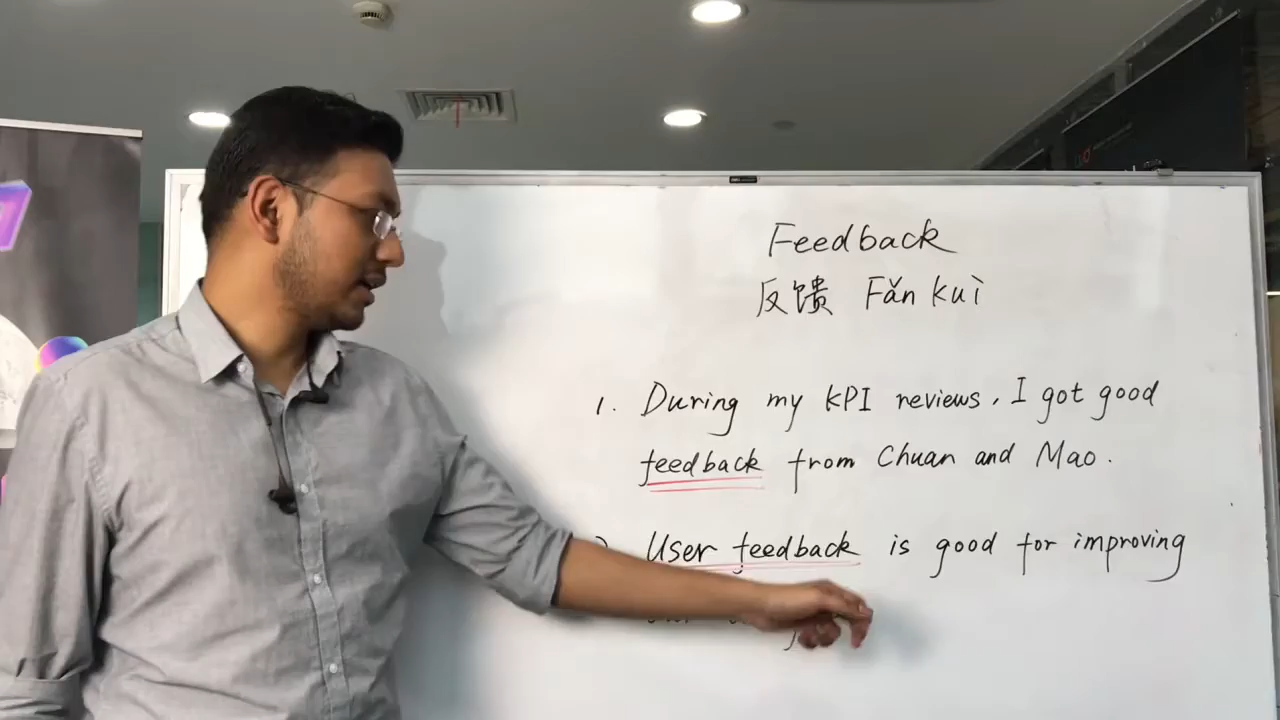 Feedback
反馈 Fǎn kuì
1. During my KPI reviews, I got good
feedback from Chuan and Mao.
User feedback is good for improving